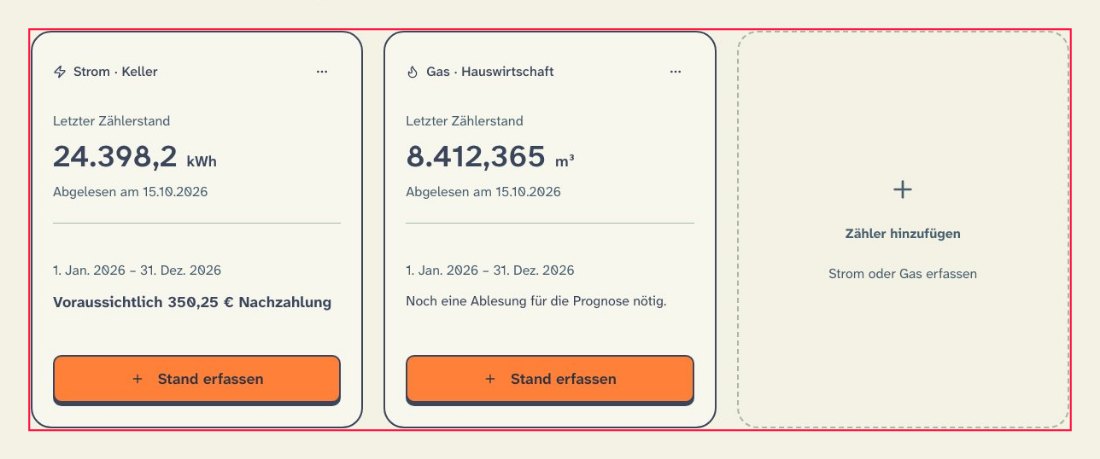 Strom · Keller
...
Letzter Zählerstand
24.398,2 kWh
Abgelesen am 15.10.2026
1. Jan. 2026 – 31. Dez. 2026
Voraussichtlich 350,25 € Nachzahlung
+ Stand erfassen
Gas · Hauswirtschaft
...
Letzter Zählerstand
8.412,365 m³
Abgelesen am 15.10.2026
1. Jan. 2026 – 31. Dez. 2026
Noch eine Ablesung für die Prognose nötig.
+ Stand erfassen
+
Zähler hinzufügen
Strom oder Gas erfassen